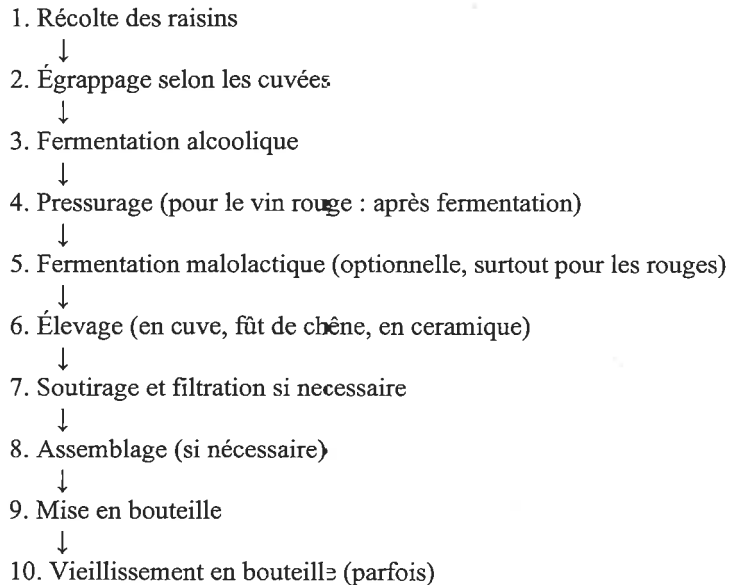 1. Récolte des raisins
↓
2. Égrappage selon les cuvées
↓
3. Fermentation alcoolique
↓
4. Pressurage (pour le vin rouge : après fermentation)
↓
5. Fermentation malolactique (optionnelle, surtout pour les rouges)
↓
6. Élevage (en cuve, fût de chêne, en ceramique)
↓
7. Soutirage et filtration si necessaire
↓
8. Assemblage (si nécessaire)
↓
9. Mise en bouteille
↓
10. Vieillissement en bouteille (parfois)